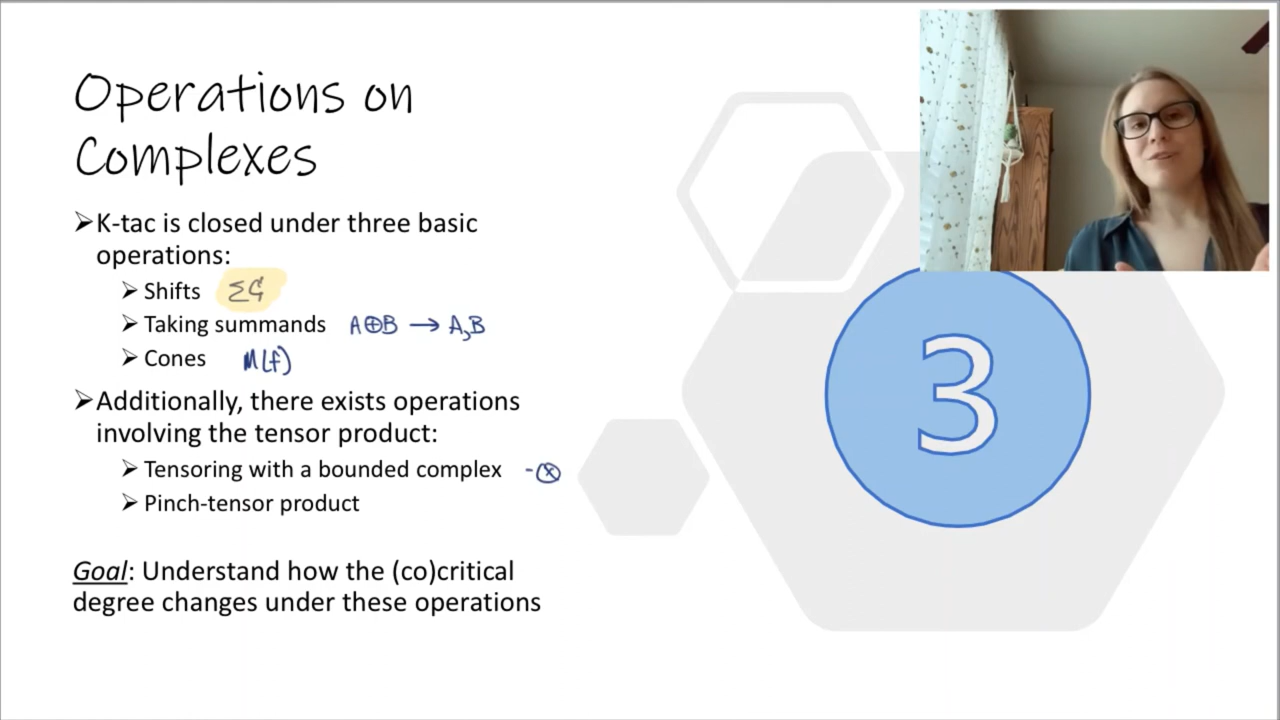 Operations on
Complexes
➢K-tac is closed under three basic
operations:
➢ Shifts ΣC
➢ Taking summands A⊕B → A,B
➢ Cones M(f)
➢Additionally, there exists operations
involving the tensor product:
➢ Tensoring with a bounded complex -⊗
➢ Pinch-tensor product
Goal: Understand how the (co)critical
degree changes under these operations
3